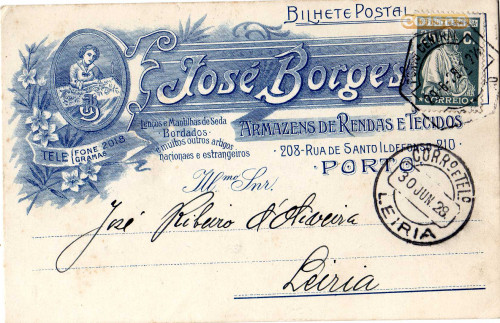 BILHETE POSTAL
José Borges
CORREIO
Lenços e Mantilhas de Seda
Bordados
e muitos outros artigos
nacionaes e estrangeiros
ARMAZENS DE RENDAS E TECIDOS
208-RUA DE SANTO ILDEFONSO-210
PORTO
TELE FONE 2018
GRAMAS
Ill.mo Snr.
CORRo E TELo
30 JUN 28
LEIRIA
José Ribeiro d'Oliveira
Leiria